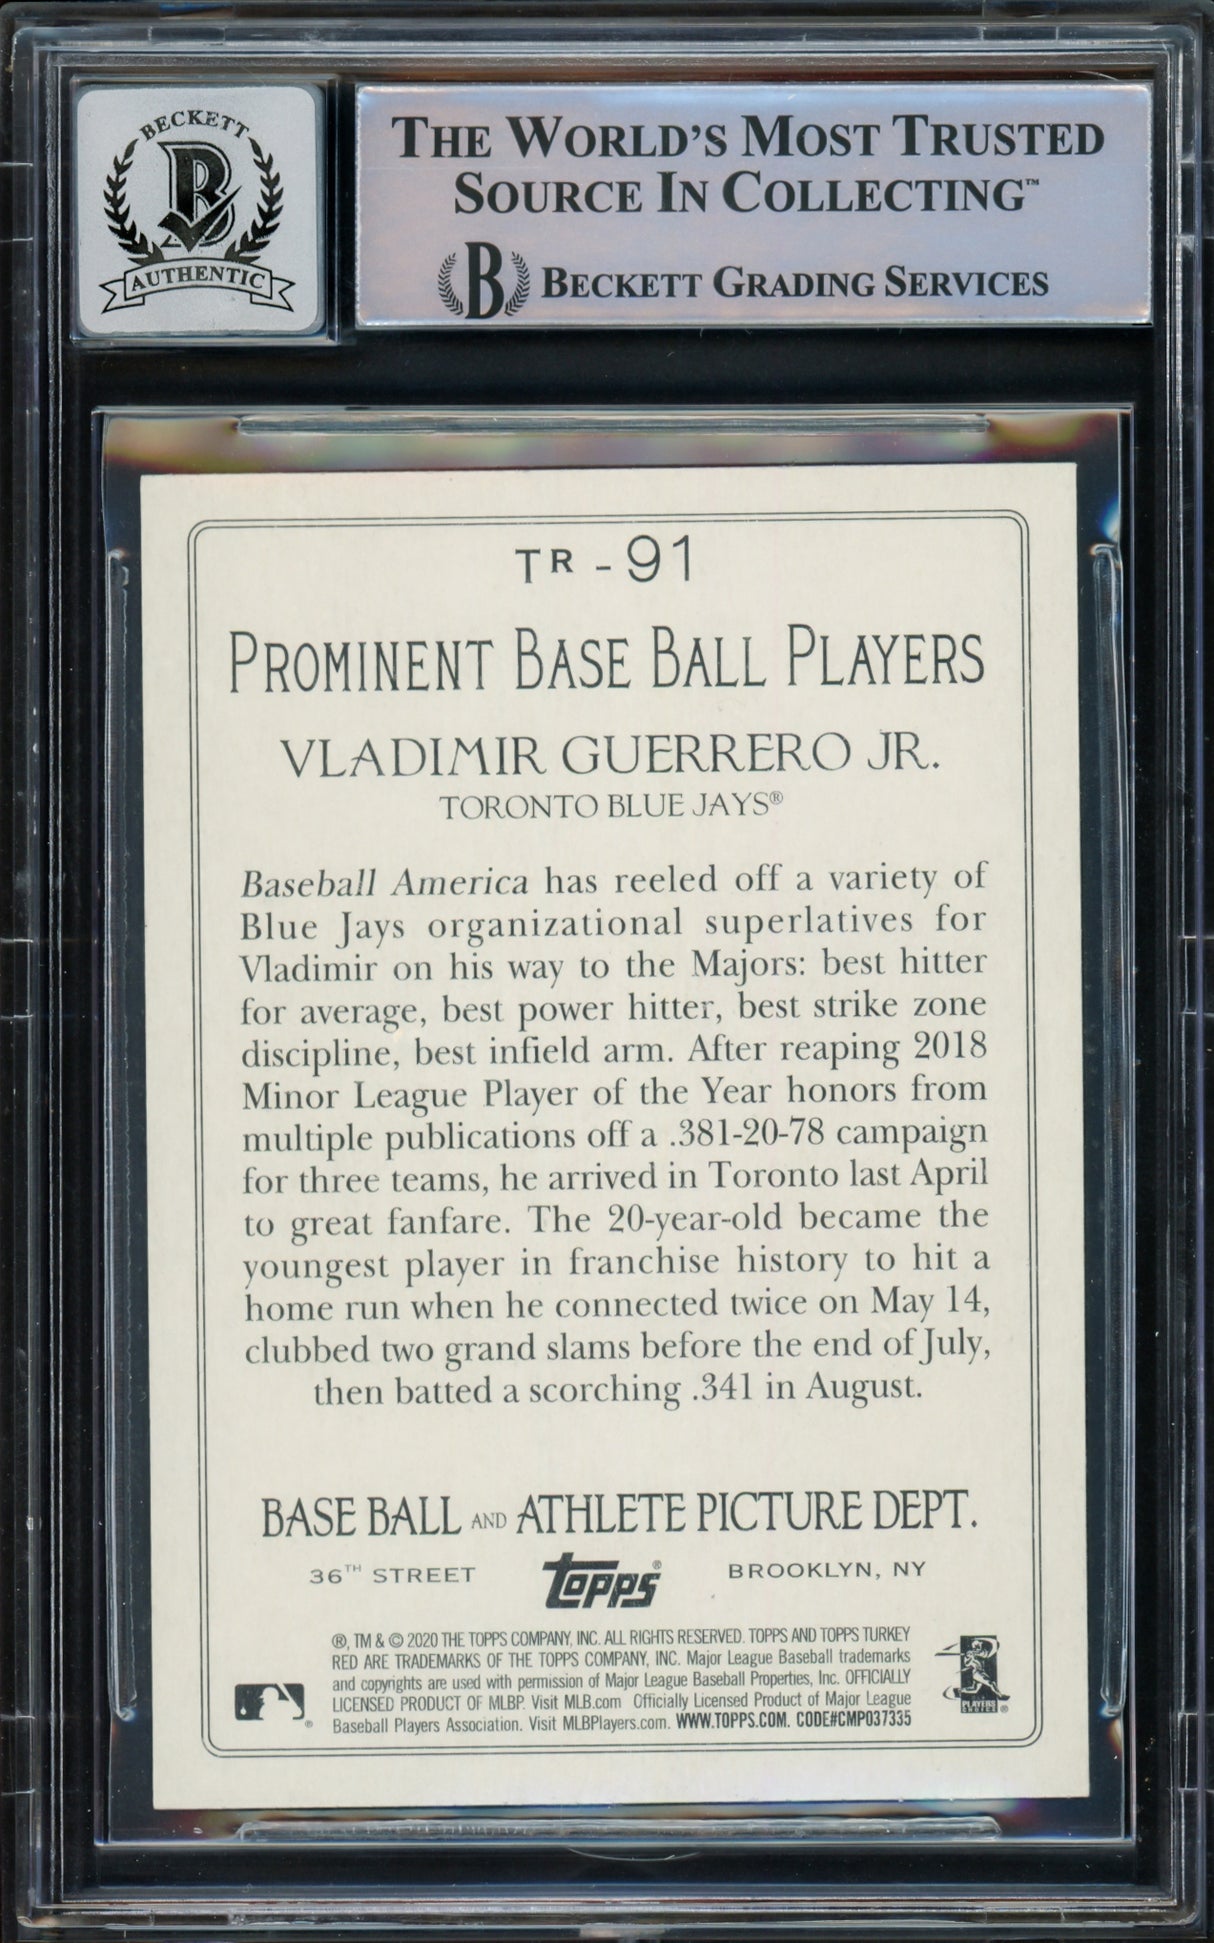 BECKETT
AUTHENTIC
THE WORLD'S MOST TRUSTED
SOURCE IN COLLECTING™
B BECKETT GRADING SERVICES
TR-91
PROMINENT BASE BALL PLAYERS
VLADIMIR GUERRERO JR.
TORONTO BLUE JAYS®
Baseball America has reeled off a variety of
Blue Jays organizational superlatives for
Vladimir on his way to the Majors: best hitter
for average, best power hitter, best strike zone
discipline, best infield arm. After reaping 2018
Minor League Player of the Year honors from
multiple publications off a .381-20-78 campaign
for three teams, he arrived in Toronto last April
to great fanfare. The 20-year-old became the
youngest player in franchise history to hit a
home run when he connected twice on May 14,
clubbed two grand slams before the end of July,
then batted a scorching .341 in August.
BASE BALL AND ATHLETE PICTURE DEPT.
36TH STREET topps® BROOKLYN, NY
®, TM & © 2020 THE TOPPS COMPANY, INC. ALL RIGHTS RESERVED. TOPPS AND TOPPS TURKEY
RED ARE TRADEMARKS OF THE TOPPS COMPANY, INC. Major League Baseball trademarks
and copyrights are used with permission of Major League Baseball Properties, Inc. OFFICIALLY
LICENSED PRODUCT OF MLBP. Visit MLB.com Officially Licensed Product of Major League
Baseball Players Association. Visit MLBPlayers.com. WWW.TOPPS.COM. CODE#CMP037335
PLAYERS
CHOICE®